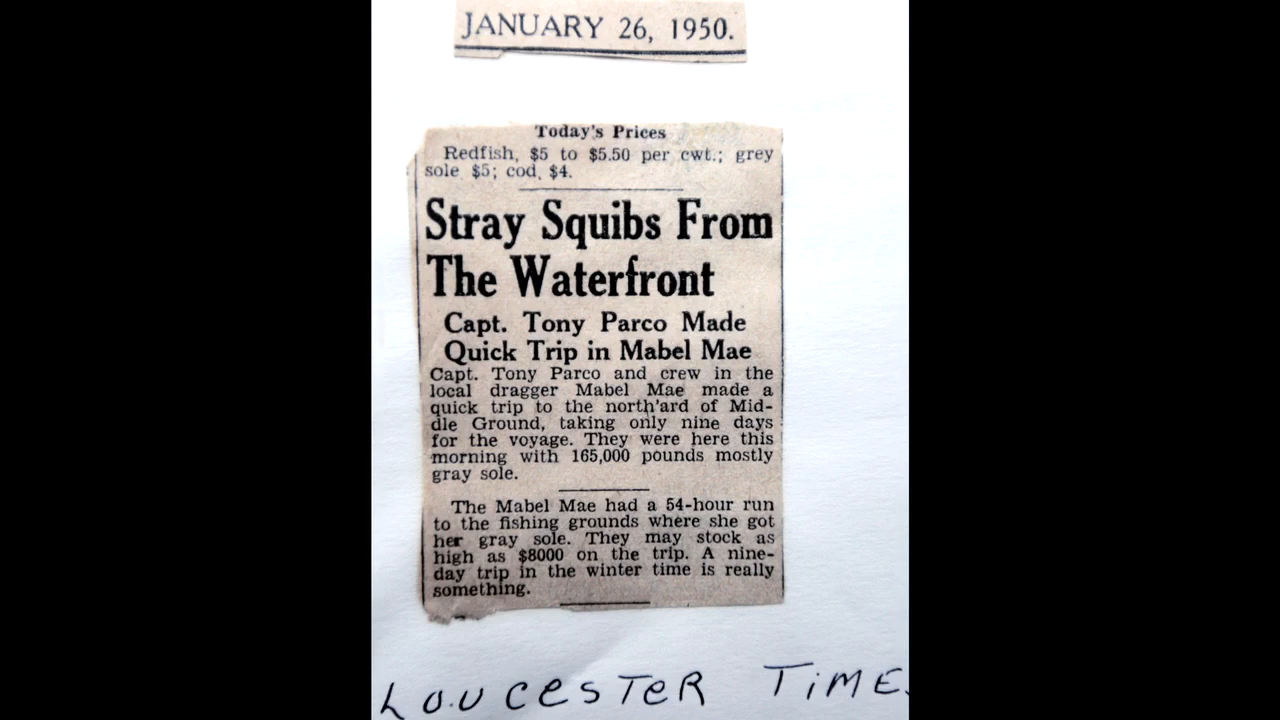 JANUARY 26, 1950.
Today's Prices
Redfish, $5 to $5.50 per cwt.; grey
sole $5; cod, $4.
Stray Squibs From
The Waterfront
Capt. Tony Parco Made
Quick Trip in Mabel Mae
Capt. Tony Parco and crew in the
local dragger Mabel Mae made a
quick trip to the north'ard of Mid-
dle Ground, taking only nine days
for the voyage. They were here this
morning with 165,000 pounds mostly
gray sole.
The Mabel Mae had a 54-hour run
to the fishing grounds where she got
her gray sole. They may stock as
high as $8000 on the trip. A nine-
day trip in the winter time is really
something.
LOUCESTER TIME